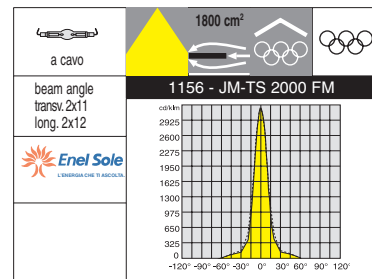 a cavo
1800 cm²
beam angle
transv. 2x11
long. 2x12
Enel Sole
L'ENERGIA CHE TI ASCOLTA.
1156 - JM-TS 2000 FM
cd/klm
2925
2600
2275
1950
1625
1300
975
650
325
0
-120° -90° -60° -30 0° 30 60° 90° 120°